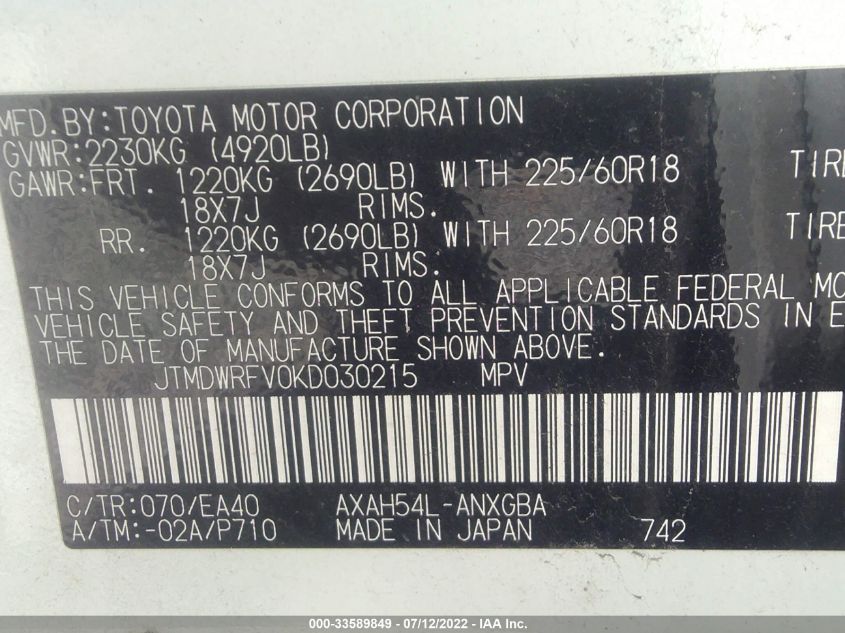 MFD.BY:TOYOTA MOTOR CORPORATION
GVWR:2230KG (4920LB)
GAWR:FRT. 1220KG (2690LB) WITH 225/60R18 TIRE
18X7J RIMS.
RR. 1220KG (2690LB) WITH 225/60R18 TIRE
18X7J RIMS.
THIS VEHICLE CONFORMS TO ALL APPLICABLE FEDERAL MO
VEHICLE SAFETY AND THEFT PREVENTION STANDARDS IN E
THE DATE OF MANUFACTURE SHOWN ABOVE.
JTMDWRFV0KD030215 MPV
C/TR:070/EA40 AXAH54L-ANXGBA
A/TM:-02A/P710 MADE IN JAPAN 742
000-33589849 - 07/12/2022 - IAA Inc.